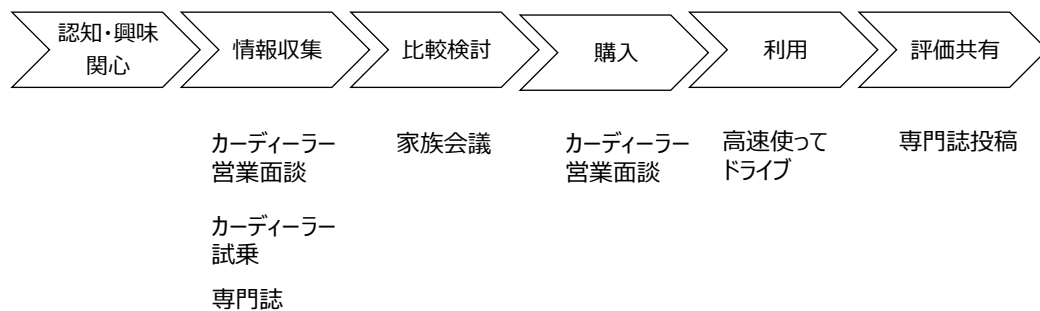 認知・興味
関心
情報収集
比較検討
購入
利用
評価共有
カーディーラー
営業面談
カーディーラー
試乗
専門誌
家族会議
カーディーラー
営業面談
高速使って
ドライブ
専門誌投稿